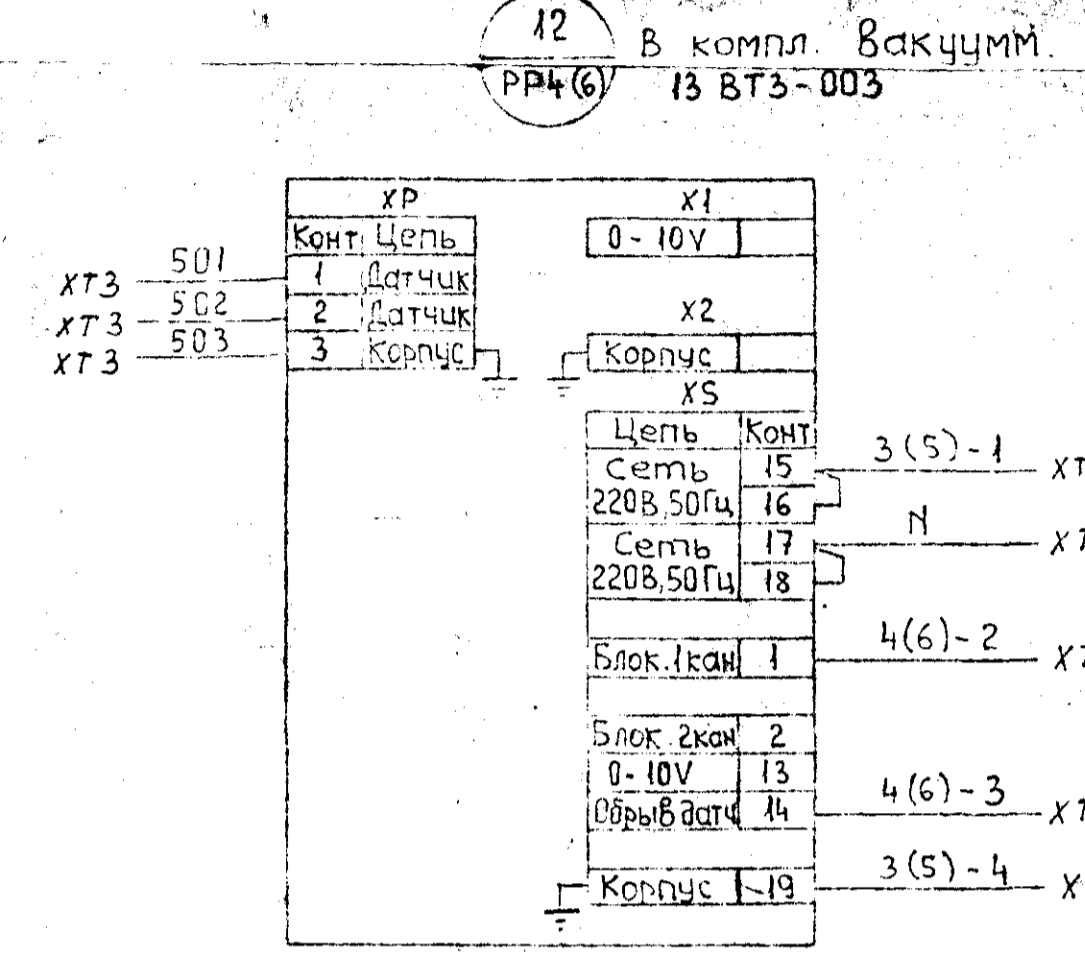 12
РР4(6)
В компл. Вакуумм.
13 ВТ3-003
ХР
Конт Цепь
1 Датчик
2 Датчик
3 Корпус
ХТ3 501
ХТ3 502
ХТ3 503
Х1
0-10V
Х2
Корпус
XS
Цепь Конт
Сеть 15
220В,50Гц 16
Сеть 17
220В,50Гц 18
Блок.1кан 1
Блок.2кан 2
0-10V 13
Обрыв датч 14
Корпус 19
3(5)-1
N
4(6)-2
4(6)-3
3(5)-4